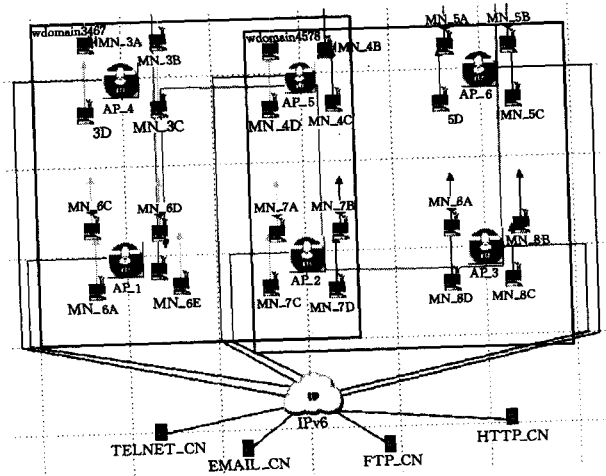 MN_5A MN_5B
wdomain3467 MN_3A MN_3B wdomain4578 MN_4B
AP_4 AP_5 AP_6
3D MN_3C MN_4D MN_4C 5D MN_5C
MN_6C MN_6D MN_7A MN_7B MN_8A MN_8B
AP_1 AP_2 AP_3
MN_6A MN_6E MN_7C MN_7D MN_8D MN_8C
IP
IPv6
TELNET_CN EMAIL_CN FTP_CN HTTP_CN